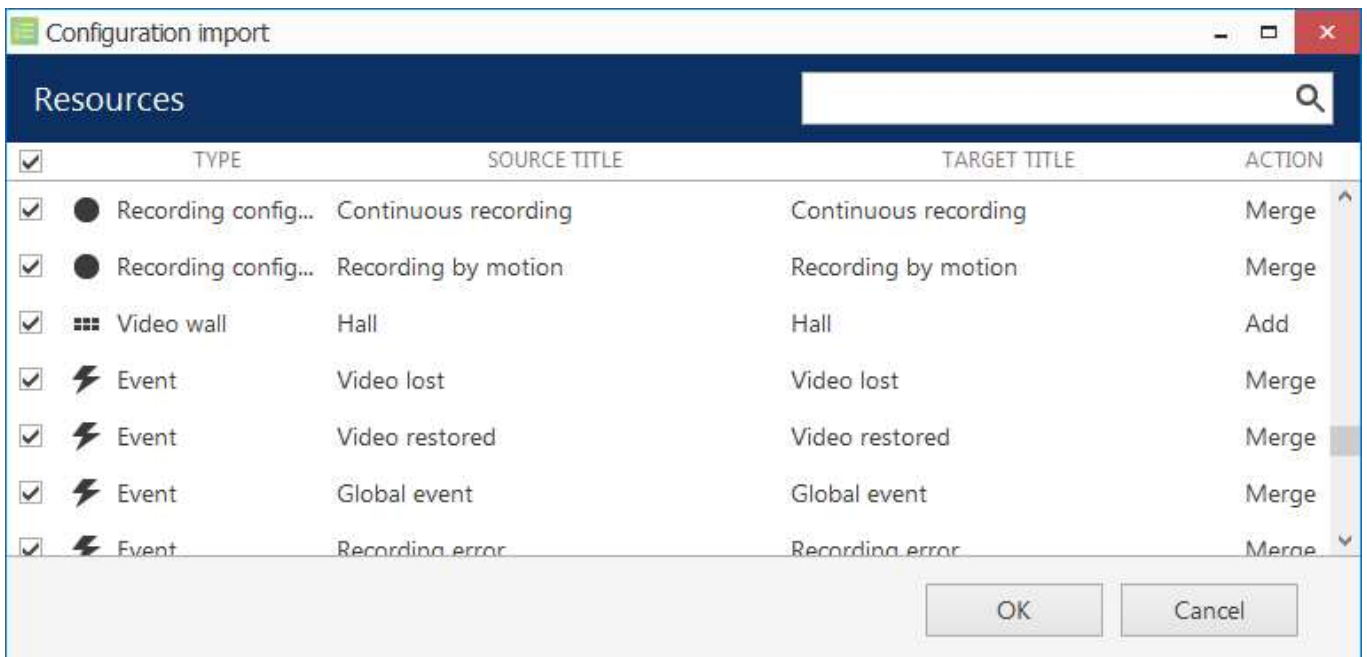 Configuration import
Resources
TYPE SOURCE TITLE TARGET TITLE ACTION
Recording config... Continuous recording Continuous recording Merge
Recording config... Recording by motion Recording by motion Merge
Video wall Hall Hall Add
Event Video lost Video lost Merge
Event Video restored Video restored Merge
Event Global event Global event Merge
Event Recording error Recording error Merge
OK Cancel